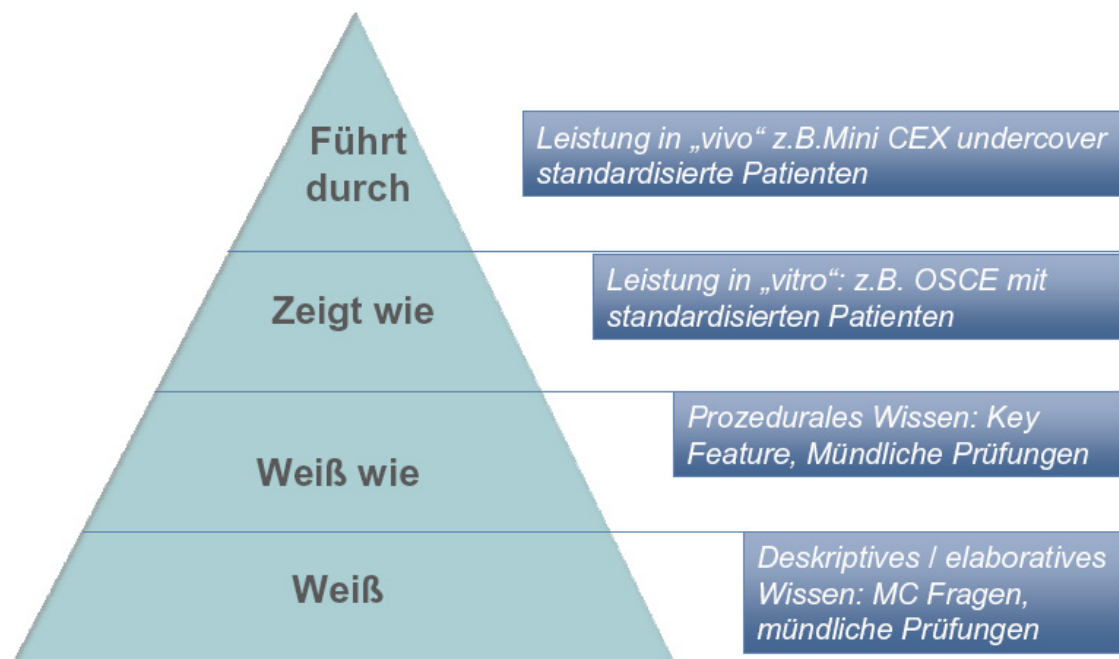 Führt
durch
Leistung in „vivo“ z.B.Mini CEX undercover
standardisierte Patienten
Zeigt wie
Leistung in „vitro“: z.B. OSCE mit
standardisierten Patienten
Weiß wie
Prozedurales Wissen: Key
Feature, Mündliche Prüfungen
Weiß
Deskriptives / elaboratives
Wissen: MC Fragen,
mündliche Prüfungen